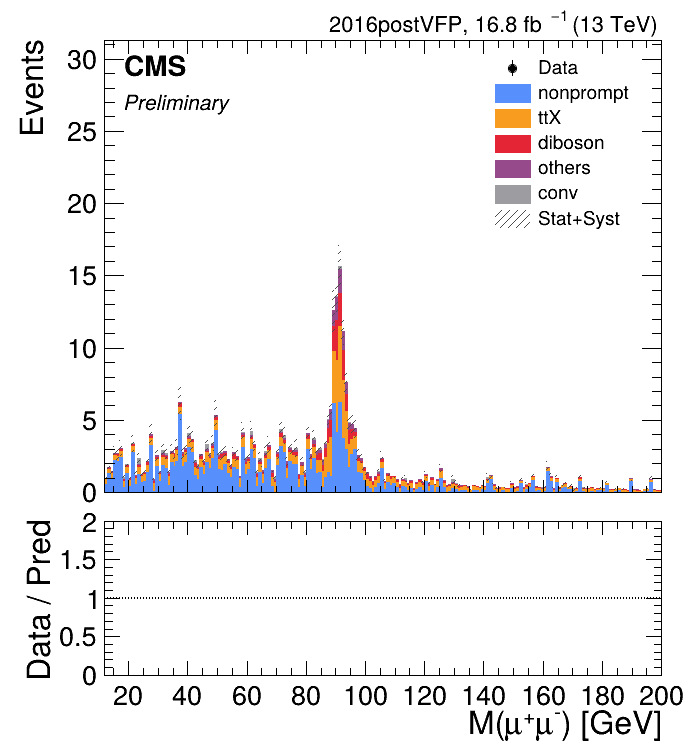 2016postVFP, 16.8 fb⁻¹ (13 TeV)
CMS
Preliminary
Events
30
25
20
15
10
5
0
Data
nonprompt
ttX
diboson
others
conv
Stat+Syst
Data / Pred
2
1.5
1
0.5
0
20 40 60 80 100 120 140 160 180 200
M(μ⁺μ⁻) [GeV]